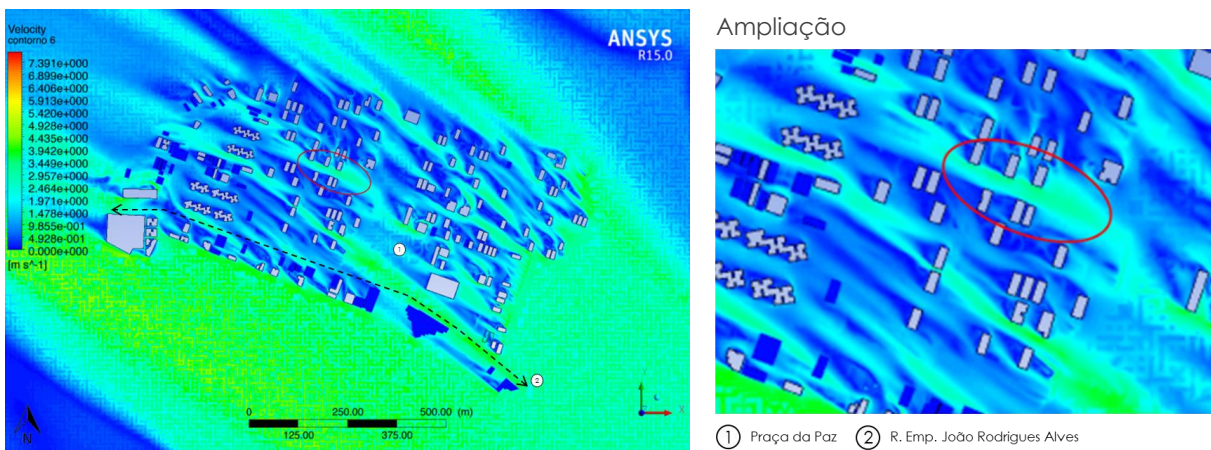 Velocity
contorno 6
7.391e+000
6.899e+000
6.406e+000
5.913e+000
5.420e+000
4.928e+000
4.435e+000
3.942e+000
3.449e+000
2.957e+000
2.464e+000
1.971e+000
1.478e+000
9.855e-001
4.928e-001
0.000e+000
[m s^-1]
ANSYS
R15.0
1
2
N
0
250.00
500.00 (m)
125.00
375.00
X
Ampliação
1 Praça da Paz 2 R. Emp. João Rodrigues Alves